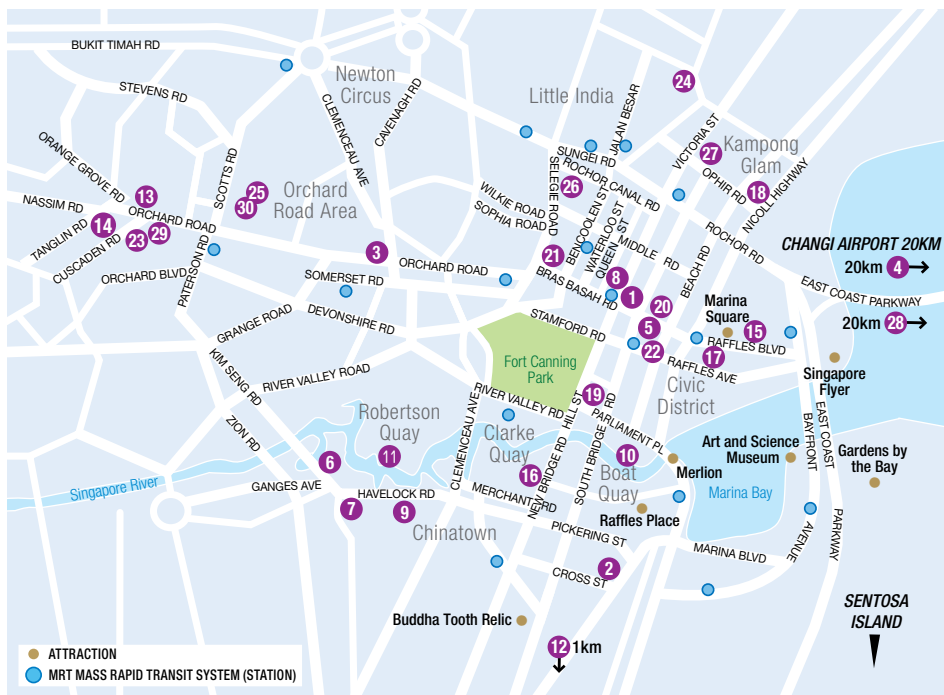 BUKIT TIMAH RD
STEVENS RD
Newton
Circus
CLEMENCEAU AVE
CAVENAGH RD
Little India
JALAN BESAR
24
VICTORIA ST
27
Kampong
Glam
SUNGEI RD
ROCHOR CANAL RD
SELEGIE ROAD
26
OPHIR RD
18
NICOLL HIGHWAY
ORANGE GROVE RD
NASSIM RD
13
SCOTTS RD
25
30
Orchard
Road Area
WILKIE ROAD
SOPHIA ROAD
BENCOOLEN ST
WATERLOO ST
QUEEN ST
MIDDLE RD
ROCHOR RD
BEACH RD
ORCHARD ROAD
TANGLIN RD
14
CUSCADEN RD
23
29
ORCHARD BLVD
PATERSON RD
3
ORCHARD ROAD
SOMERSET RD
21
BRAS BASAH RD
8
1
20
5
22
CHANGI AIRPORT 20KM
20km 4
EAST COAST PARKWAY
20km 28
Marina
Square
15
RAFFLES BLVD
17
RAFFLES AVE
Singapore
Flyer
GRANGE ROAD
DEVONSHIRE RD
STAMFORD RD
Fort Canning
Park
KIM SENG RD
RIVER VALLEY ROAD
RIVER VALLEY RD
HILL ST
19
Civic
District
PARLIAMENT PL
ZION RD
Robertson
Quay
11
CLEMENCEAU AVE
Clarke
Quay
16
NEW BRIDGE RD
SOUTH BRIDGE RD
10
Boat
Quay
Merlion
Art and Science
Museum
Marina Bay
BAYFRONT
AVENUE
EAST COAST
PARKWAY
Gardens by
the Bay
6
Singapore River
GANGES AVE
7
HAVELOCK RD
9
Chinatown
MERCHANT RD
Raffles Place
PICKERING ST
2
CROSS ST
MARINA BLVD
Buddha Tooth Relic
12 1km
SENTOSA
ISLAND
ATTRACTION
MRT MASS RAPID TRANSIT SYSTEM (STATION)